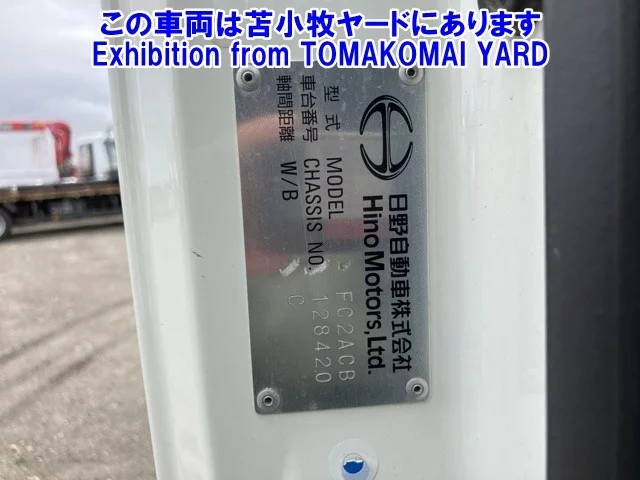 この車両は苫小牧ヤードにあります
Exhibition from TOMAKOMAI YARD
日野自動車株式会社
Hino Motors, Ltd.
型式 MODEL FC2ACB
車台番号 CHASSIS NO. 128420
軸間距離 W/B C